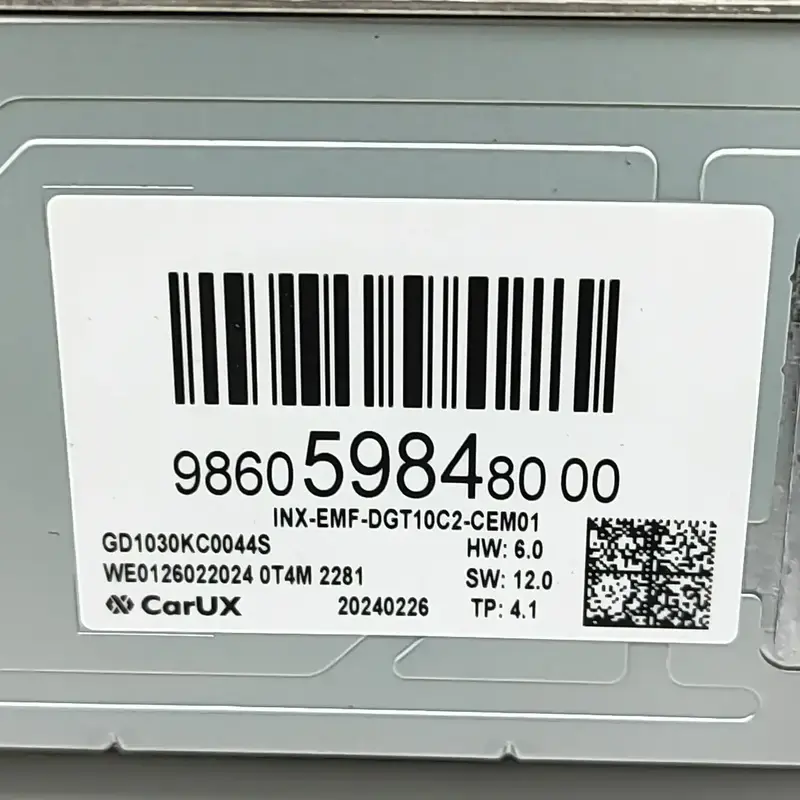 98605984880 00
INX-EMF-DGT10C2-CEM01
GD1030KC0044S HW: 6.0
WE0126022024 0T4M 2281 SW: 12.0
CarUX 20240226 TP: 4.1